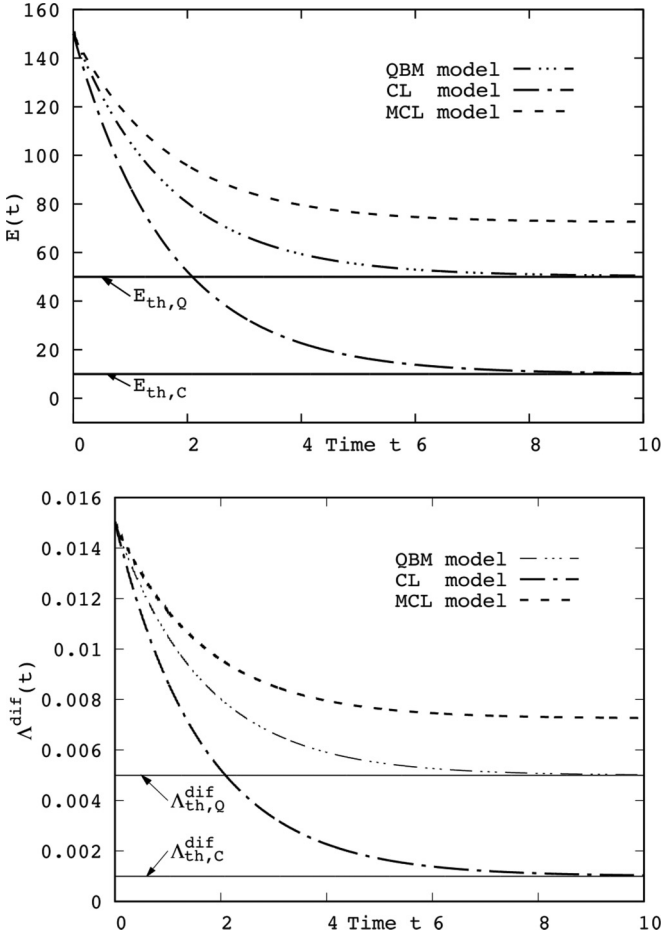 160
140
120
100
80
60
40
20
0
E(t)
QBM model
CL model
MCL model
E_th,Q
E_th,C
0 2 4 Time t 6 8 10
0.016
0.014
0.012
0.01
0.008
0.006
0.004
0.002
0
Λ^dif(t)
QBM model
CL model
MCL model
Λ^dif_th,Q
Λ^dif_th,C
0 2 4 Time t 6 8 10